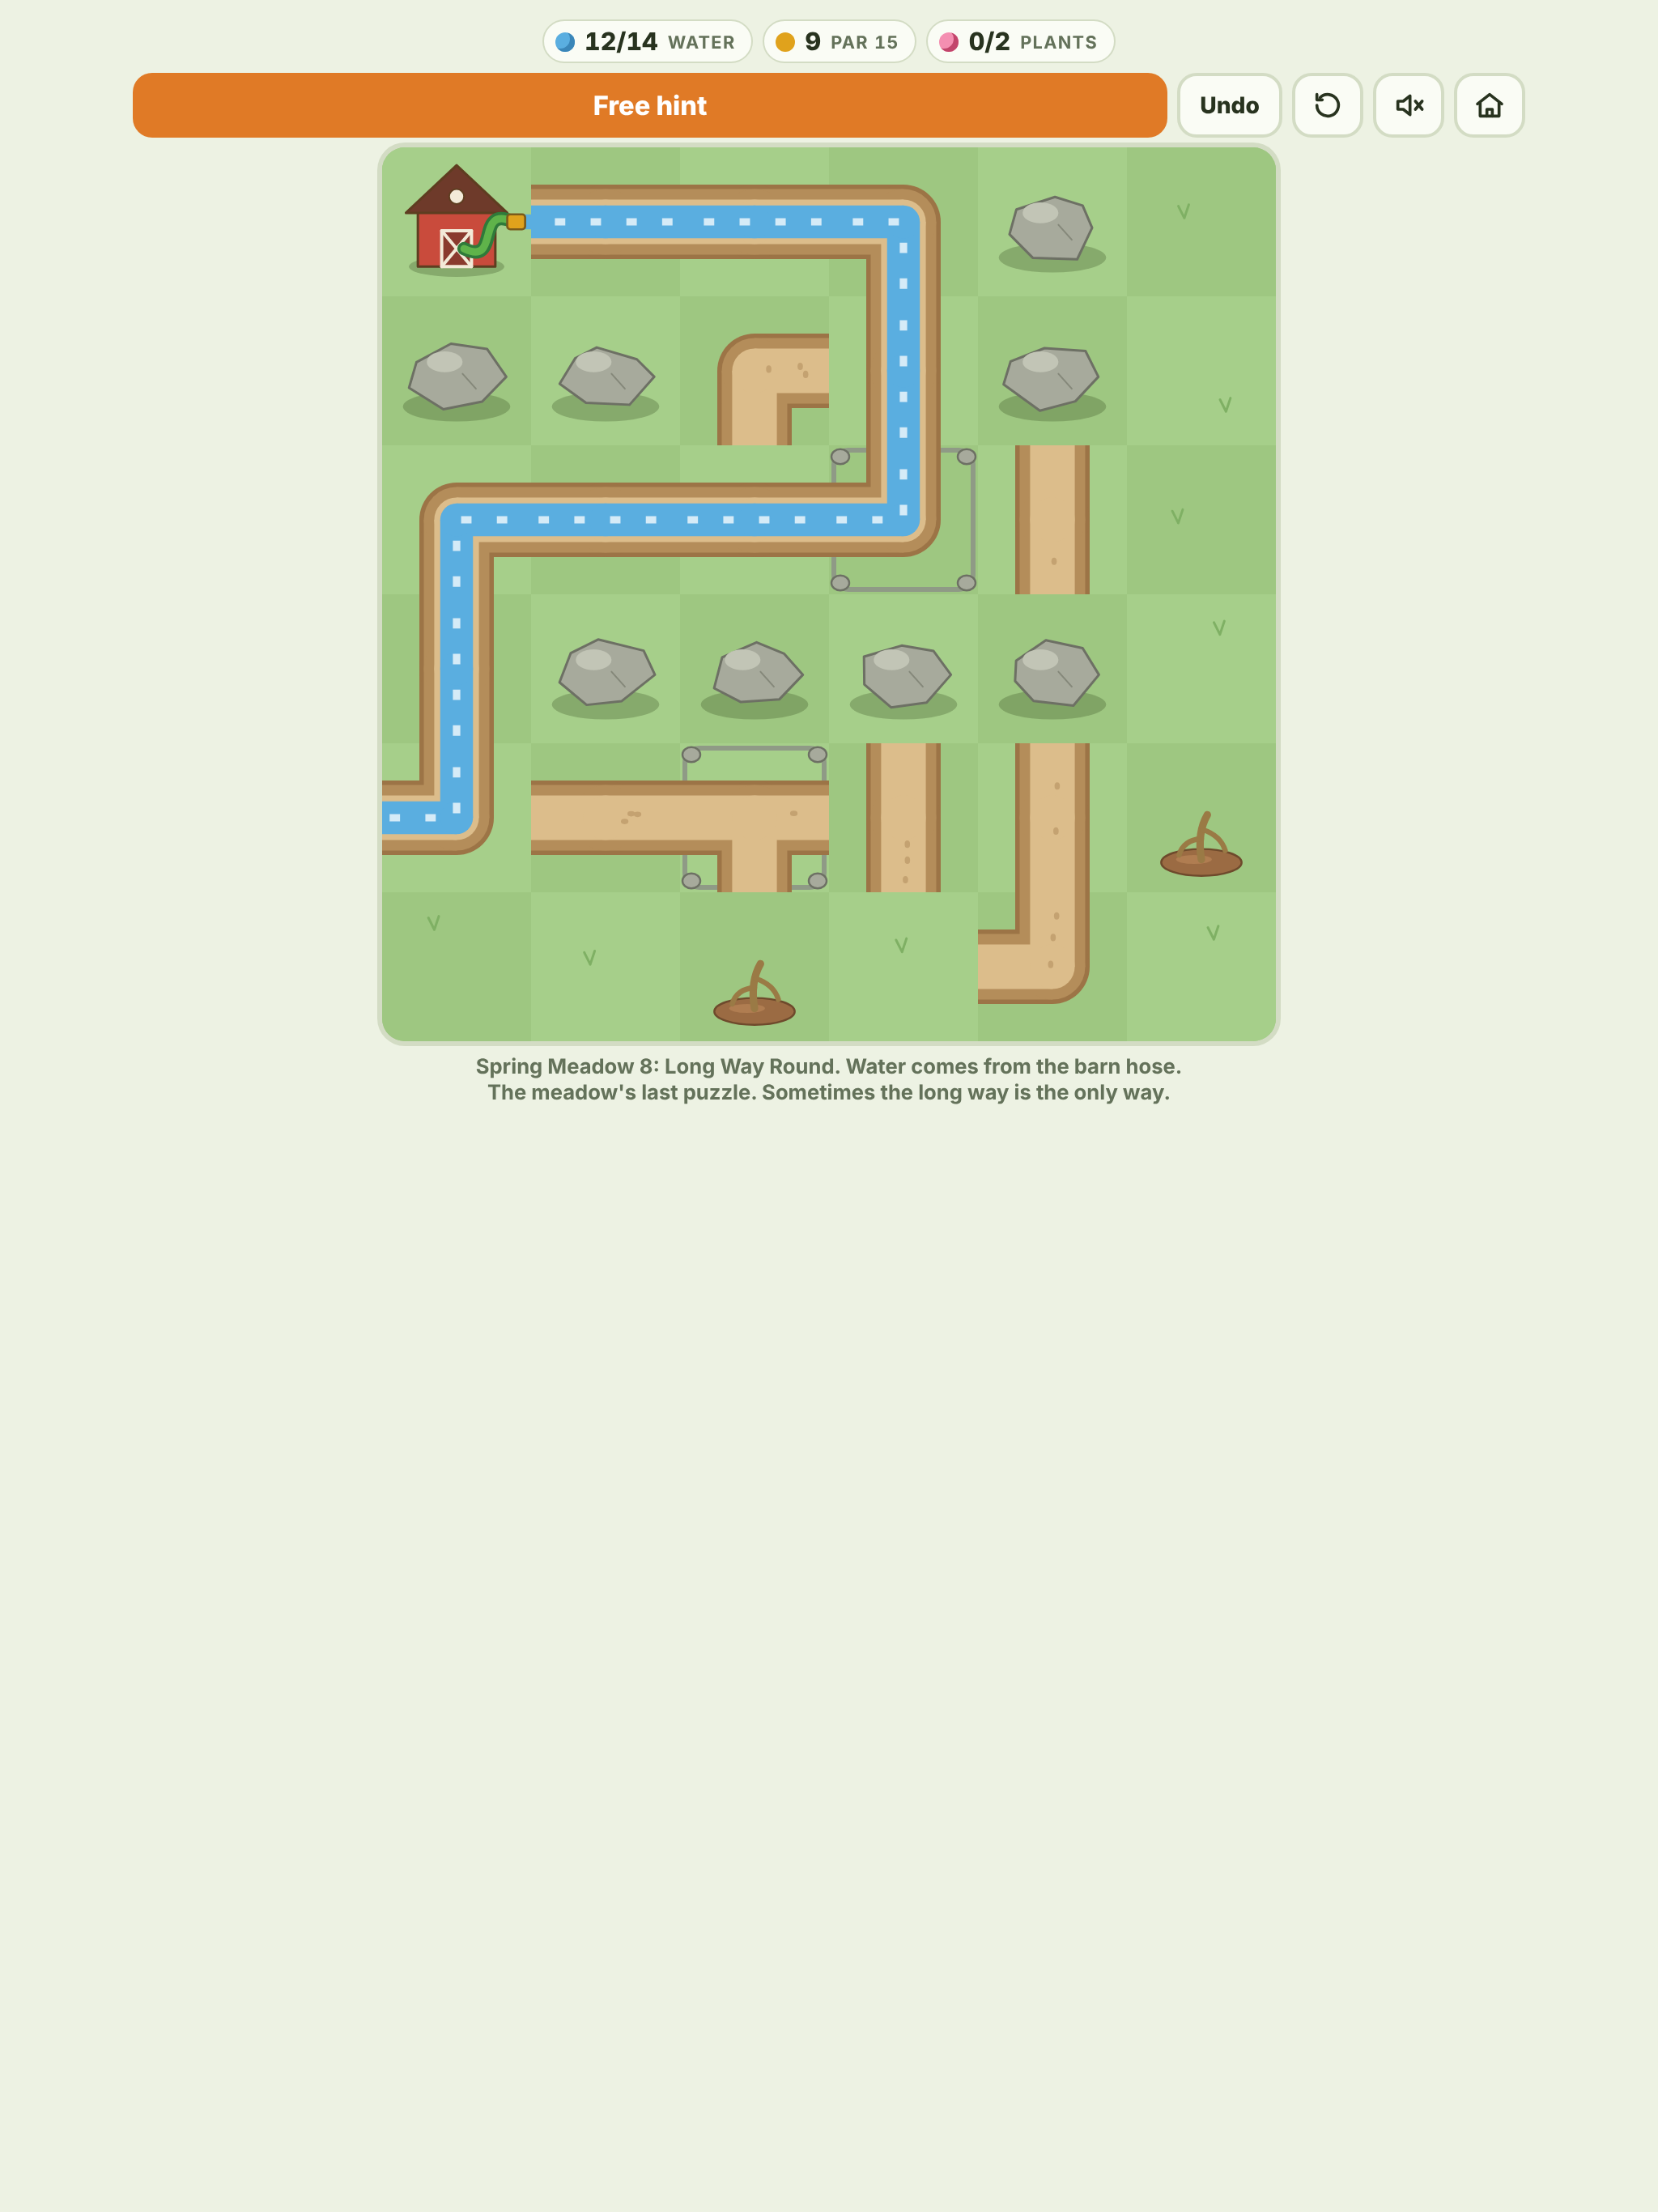 12/14 WATER
9 PAR 15
0/2 PLANTS
Free hint
Undo
Spring Meadow 8: Long Way Round. Water comes from the barn hose.
The meadow's last puzzle. Sometimes the long way is the only way.